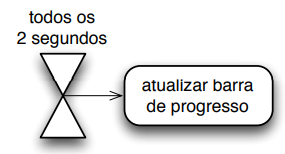 todos os
2 segundos
atualizar barra
de progresso